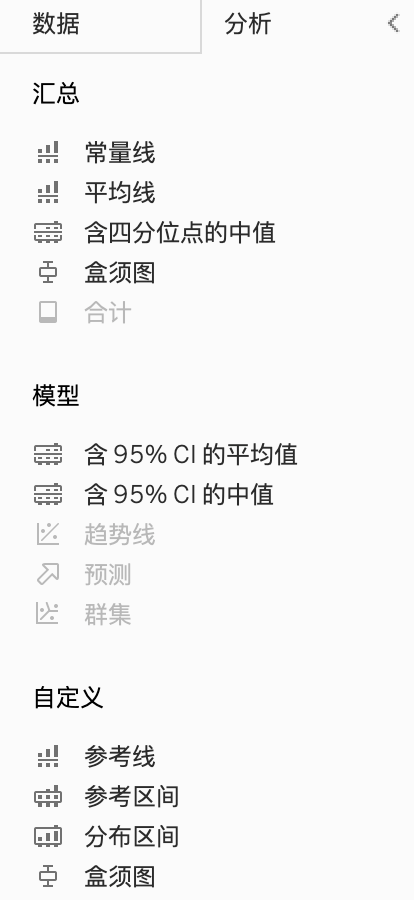 数据
分析
汇总
常量线
平均线
含四分位点的中值
盒须图
合计
模型
含 95% CI 的平均值
含 95% CI 的中值
趋势线
预测
群集
自定义
参考线
参考区间
分布区间
盒须图